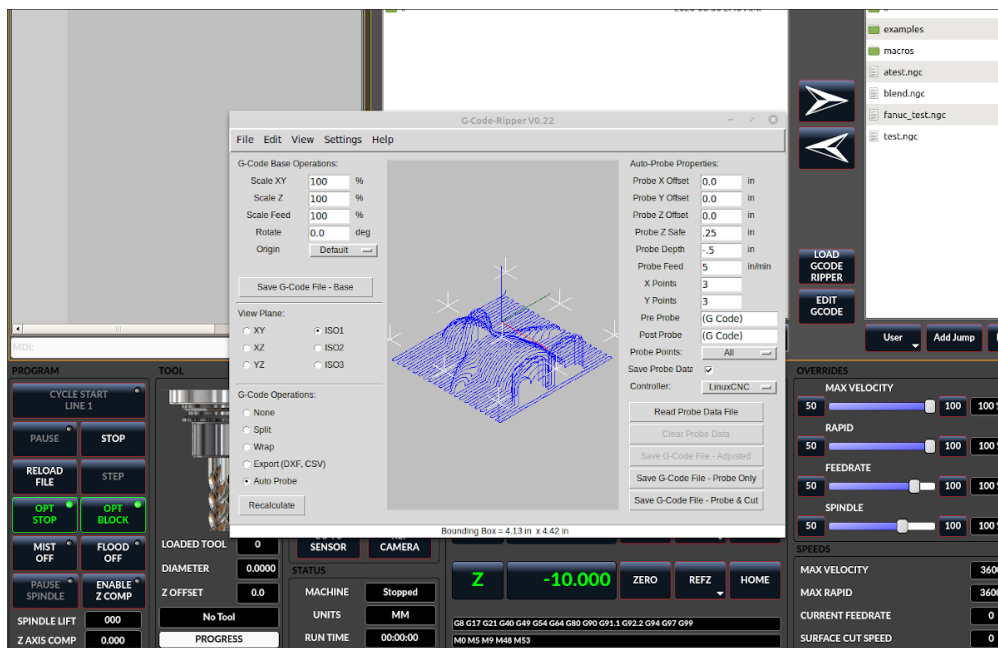 examples
macros
atest.ngc
blend.ngc
fanuc_test.ngc
test.ngc
LOAD
GCODE
RIPPER
EDIT
GCODE
User
Add Jump
MDI:
G-Code-Ripper V0.22
File Edit View Settings Help
G-Code Base Operations:
Scale XY 100 %
Scale Z 100 %
Scale Feed 100 %
Rotate 0.0 deg
Origin Default
Save G-Code File - Base
View Plane:
XY ISO1
XZ ISO2
YZ ISO3
G-Code Operations:
None
Split
Wrap
Export (DXF, CSV)
Auto Probe
Recalculate
Auto-Probe Properties:
Probe X Offset 0.0 in
Probe Y Offset 0.0 in
Probe Z Offset 0.0 in
Probe Z Safe .25 in
Probe Depth -.5 in
Probe Feed 5 in/min
X Points 3
Y Points 3
Pre Probe (G Code)
Post Probe (G Code)
Probe Points: All
Save Probe Data
Controller: LinuxCNC
Read Probe Data File
Clear Probe Data
Save G-Code File - Adjusted
Save G-Code File - Probe Only
Save G-Code File - Probe & Cut
Bounding Box = 4.13 in x 4.42 in
PROGRAM
CYCLE START
LINE 1
PAUSE STOP
RELOAD
FILE
STEP
OPT
STOP
OPT
BLOCK
MIST
OFF
FLOOD
OFF
PAUSE
SPINDLE
ENABLE
Z COMP
SPINDLE LIFT 000
Z AXIS COMP 0.000
TOOL
LOADED TOOL 0
DIAMETER 0.0000
Z OFFSET 0.0
No Tool
PROGRESS
SENSOR
CAMERA
STATUS
MACHINE Stopped
UNITS MM
RUN TIME 00:00:00
Z -10.000 ZERO REFZ HOME
G8 G17 G21 G40 G49 G54 G64 G80 G90 G91.1 G92.2 G94 G97 G99
M0 M5 M9 M48 M53
OVERRIDES
MAX VELOCITY
50 100 100
RAPID
50 100 100
FEEDRATE
50 100 100
SPINDLE
50 100 100
SPEEDS
MAX VELOCITY 3600
MAX RAPID 3600
CURRENT FEEDRATE 0
SURFACE CUT SPEED 0